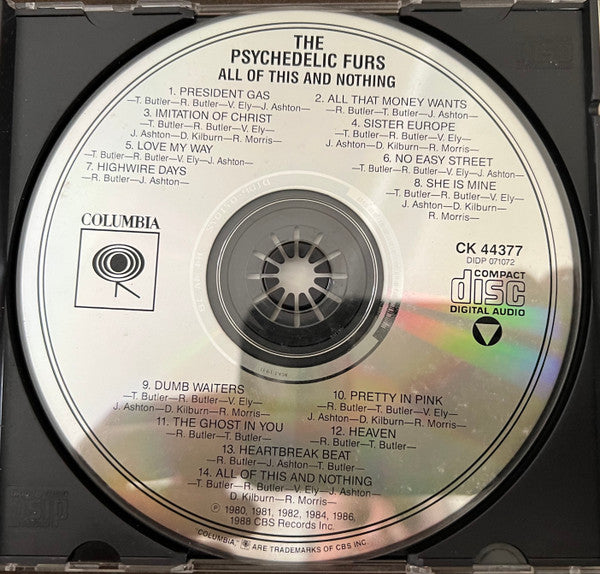 THE
PSYCHEDELIC FURS
ALL OF THIS AND NOTHING
1. PRESIDENT GAS
—T. Butler—R. Butler—V. Ely—J. Ashton—
2. ALL THAT MONEY WANTS
—R. Butler—T. Butler—J. Ashton—
3. IMITATION OF CHRIST
—T. Butler—R. Butler—V. Ely—
J. Ashton—D. Kilburn—R. Morris—
4. SISTER EUROPE
—T. Butler—R. Butler—V. Ely—
J. Ashton—D. Kilburn—R. Morris—
5. LOVE MY WAY
—T. Butler—R. Butler—V. Ely—J. Ashton—
6. NO EASY STREET
—T. Butler—R. Butler—V. Ely—J. Ashton—
7. HIGHWIRE DAYS
—R. Butler—J. Ashton—
8. SHE IS MINE
—T. Butler—R. Butler—V. Ely—
J. Ashton—D. Kilburn—
R. Morris—
COLUMBIA
CK 44377
DIDP 071072
COMPACT
disc
DIGITAL AUDIO
9. DUMB WAITERS
—T. Butler—R. Butler—V. Ely—
J. Ashton—D. Kilburn—R. Morris—
10. PRETTY IN PINK
—R. Butler—T. Butler—V. Ely—
J. Ashton—D. Kilburn—R. Morris—
11. THE GHOST IN YOU
—R. Butler—T. Butler—
12. HEAVEN
—R. Butler—T. Butler—
13. HEARTBREAK BEAT
—R. Butler—J. Ashton—T. Butler—
14. ALL OF THIS AND NOTHING
—T. Butler—R. Butler—V. Ely—J. Ashton—
D. Kilburn—R. Morris—
℗ 1980, 1981, 1982, 1984, 1986,
1988 CBS Records Inc.
COLUMBIA, ARE TRADEMARKS OF CBS INC.